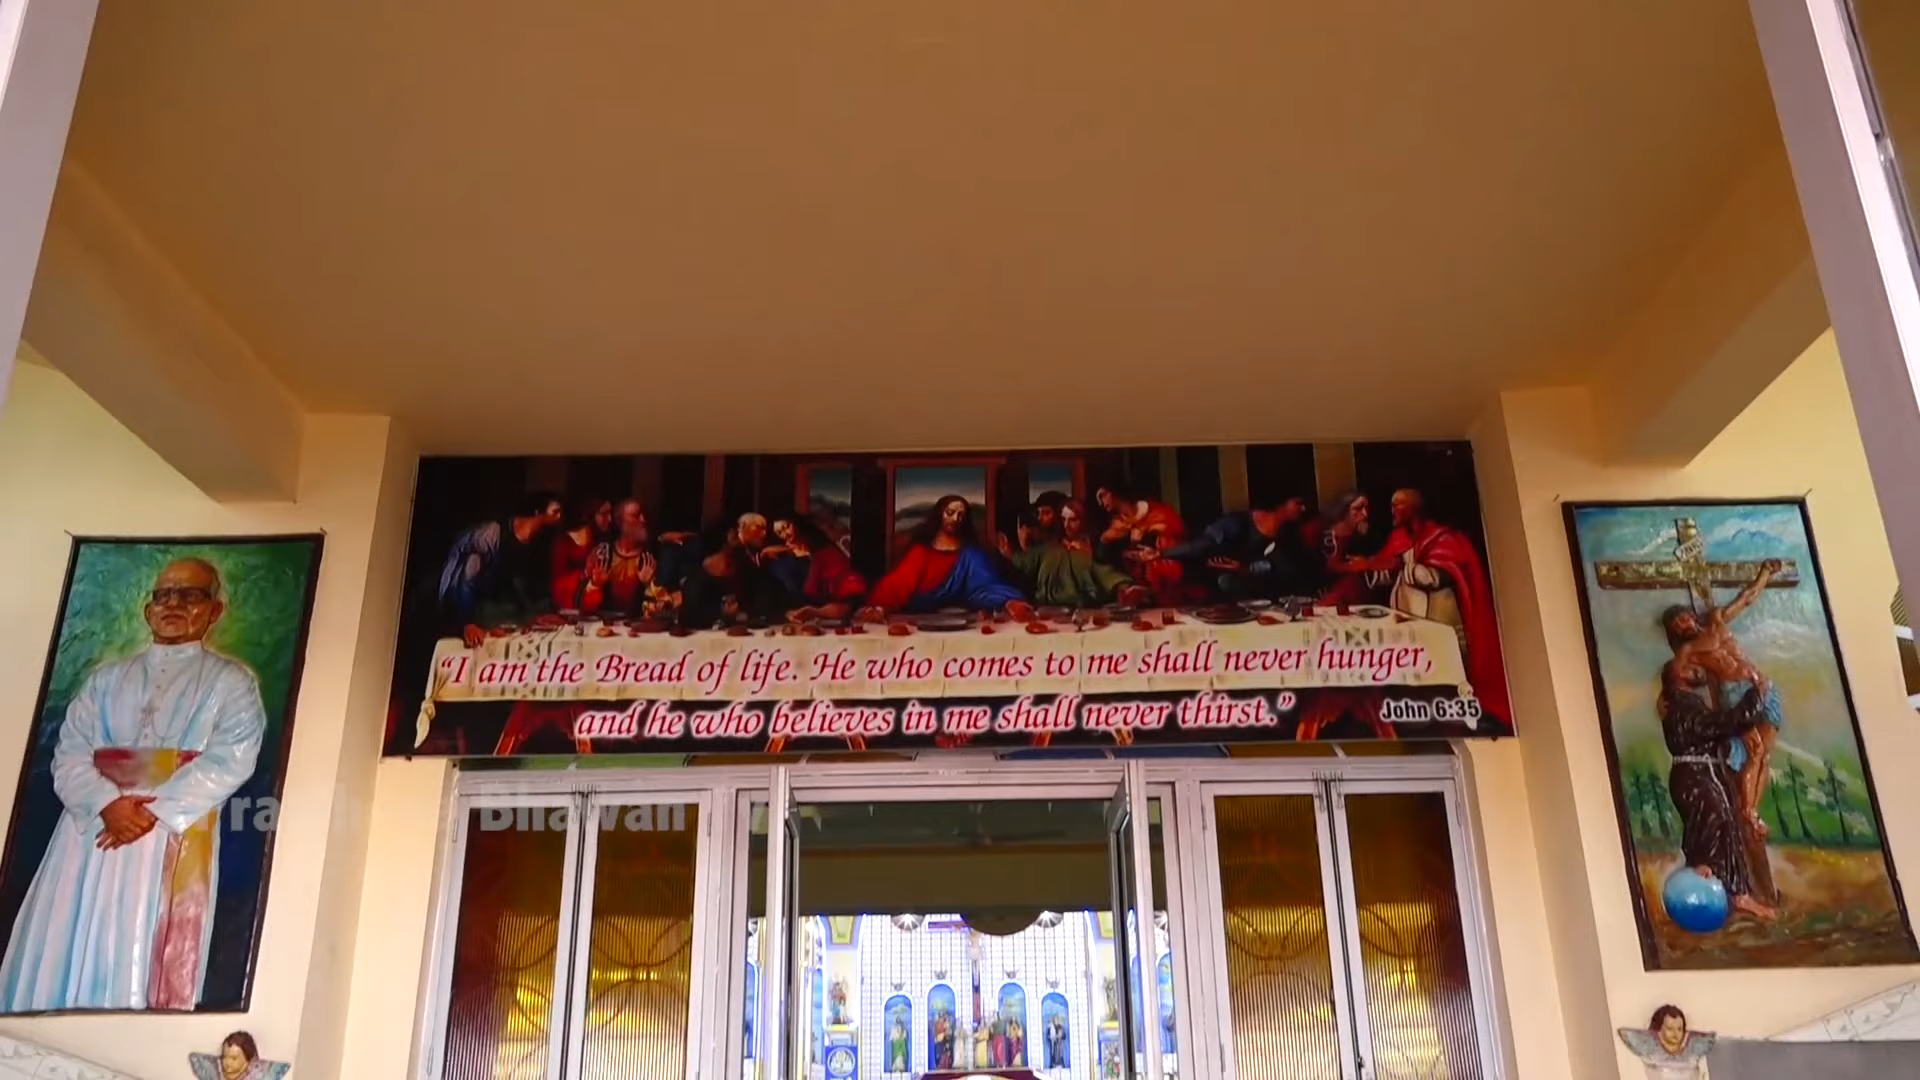 “I am the Bread of life. He who comes to me shall never hunger,
and he who believes in me shall never thirst.”
John 6:35
Bhawan